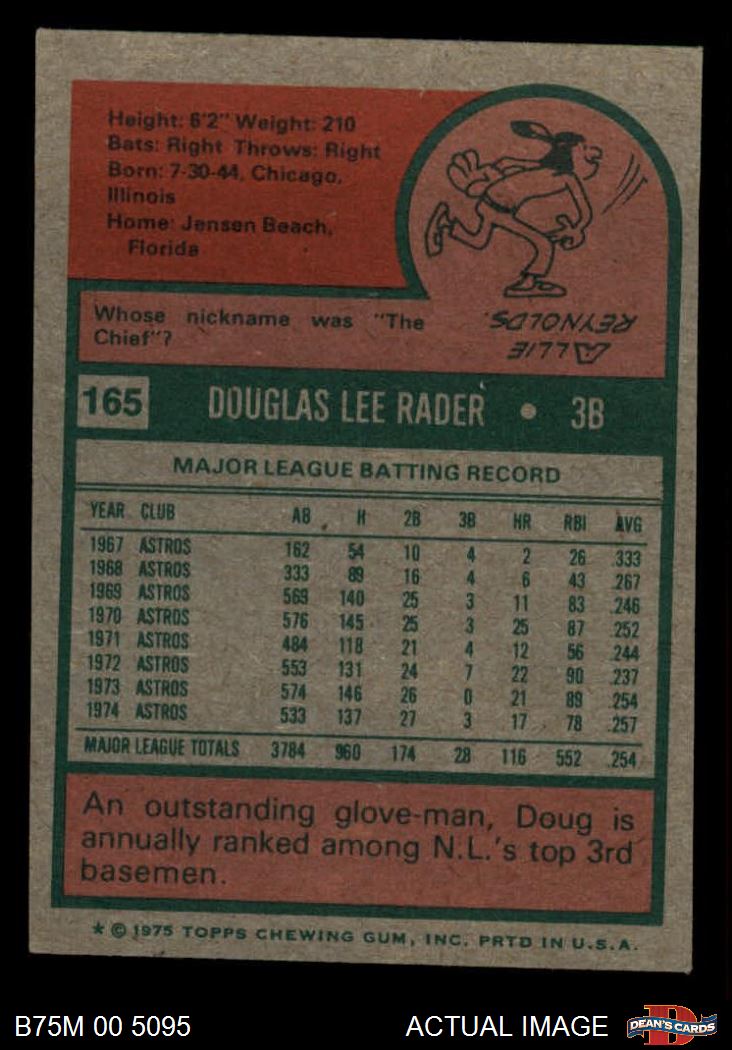 Height: 6'2" Weight: 210
Bats: Right Throws: Right
Born: 7-30-44, Chicago,
Illinois
Home: Jensen Beach,
Florida
Whose nickname was "The
Chief"?
ALLIE
REYNOLDS.
165 DOUGLAS LEE RADER • 3B
MAJOR LEAGUE BATTING RECORD
YEAR CLUB AB H 2B 3B HR RBI AVG
1967 ASTROS 162 54 10 4 2 26 .333
1968 ASTROS 333 89 16 4 6 43 .267
1969 ASTROS 569 140 25 3 11 83 .246
1970 ASTROS 576 145 25 3 25 87 .252
1971 ASTROS 484 118 21 4 12 56 .244
1972 ASTROS 553 131 24 7 22 90 .237
1973 ASTROS 574 146 26 0 21 89 .254
1974 ASTROS 533 137 27 3 17 78 .257
MAJOR LEAGUE TOTALS 3784 960 174 28 116 552 .254
An outstanding glove-man, Doug is
annually ranked among N.L.'s top 3rd
basemen.
* © 1975 TOPPS CHEWING GUM, INC. PRTD IN U.S.A.
B75M 00 5095 ACTUAL IMAGE
D
DEAN'S CARDS